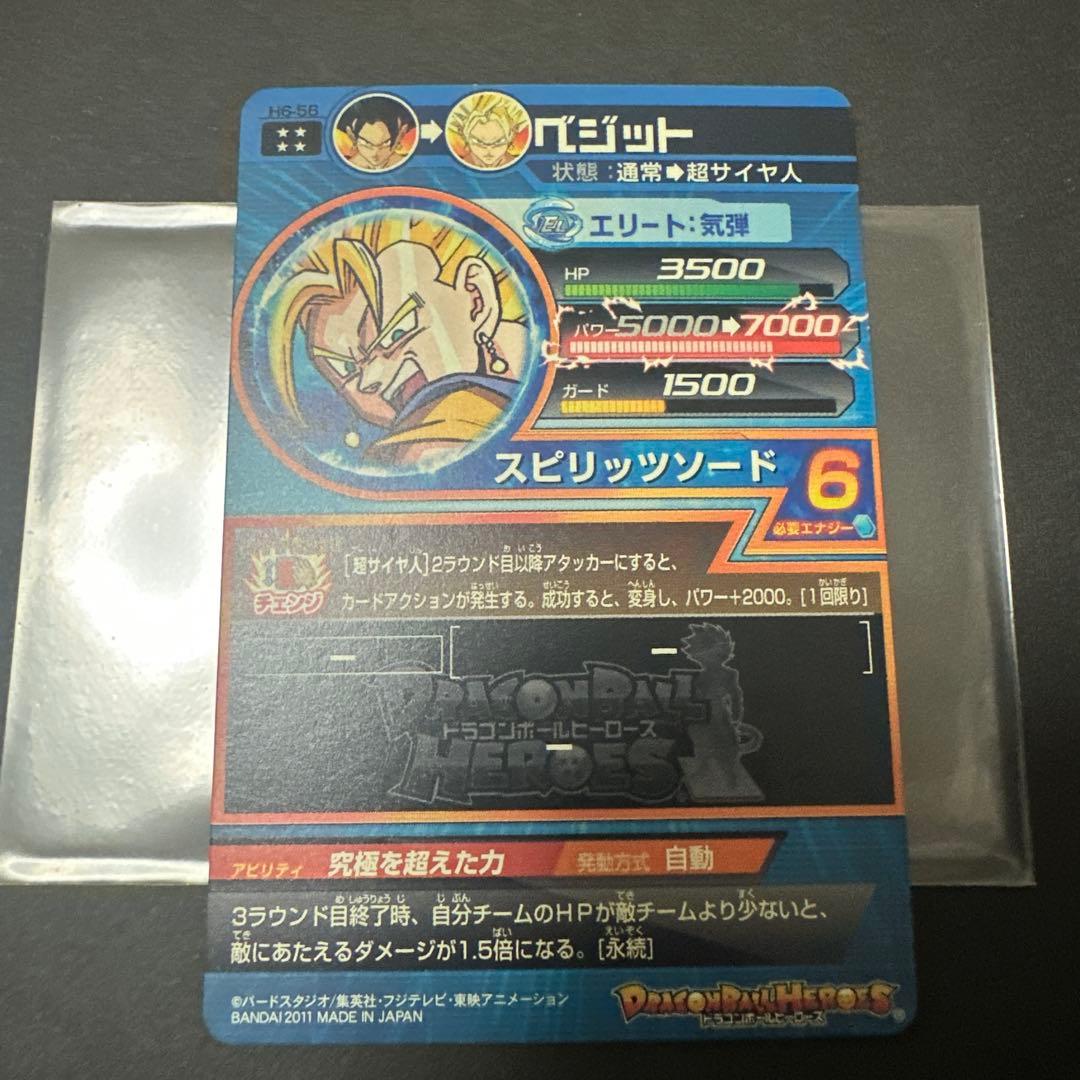 H6-56
ベジット
状態：通常➡超サイヤ人
エリート：気弾
HP 3500
パワー 5000➡7000
ガード 1500
スピリッツソード
6
必要エナジー
チェンジ
[超サイヤ人]2ラウンド目以降アタッカーにすると、
カードアクションが発生する。成功すると、変身し、パワー+2000。[1回限り]
DRAGONBALL
ドラゴンボールヒーローズ
HEROES
アビリティ 究極を超えた力 発動方式 自動
3ラウンド目終了時、自分チームのHPが敵チームより少ないと、
敵にあたえるダメージが1.5倍になる。[永続]
©バードスタジオ/集英社・フジテレビ・東映アニメーション
BANDAI 2011 MADE IN JAPAN
DRAGONBALL HEROES
ドラゴンボールヒーローズ